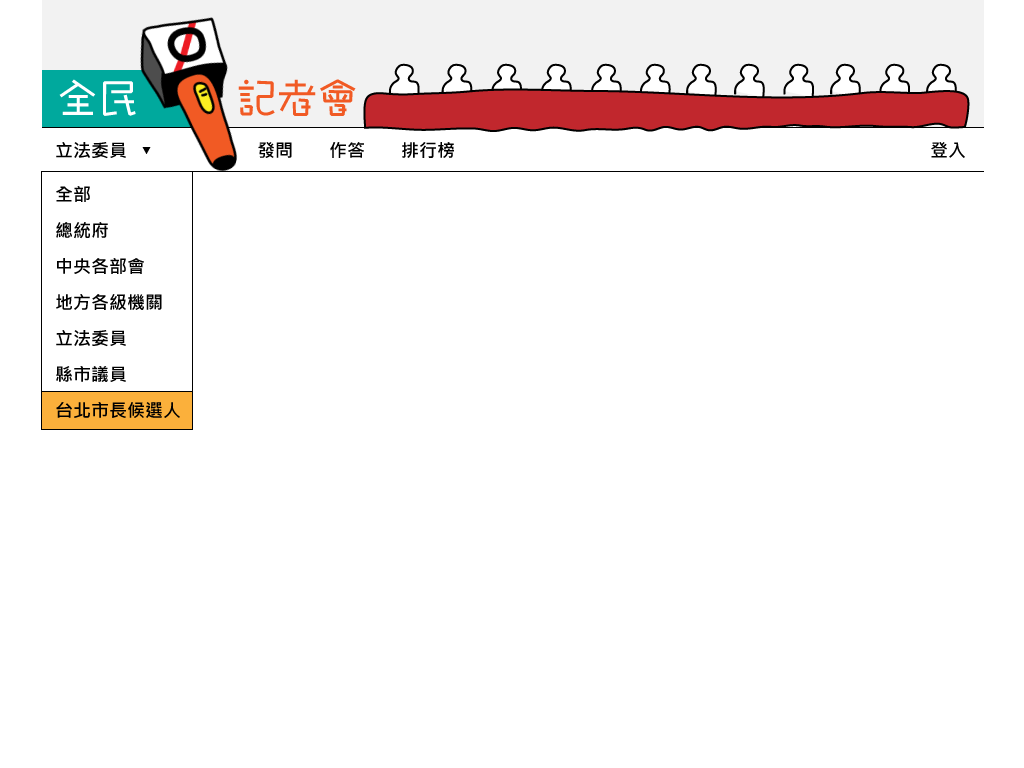 全民 記者會
立法委員 ▼ 發問 作答 排行榜 登入
全部
總統府
中央各部會
地方各級機關
立法委員
縣市議員
台北市長候選人